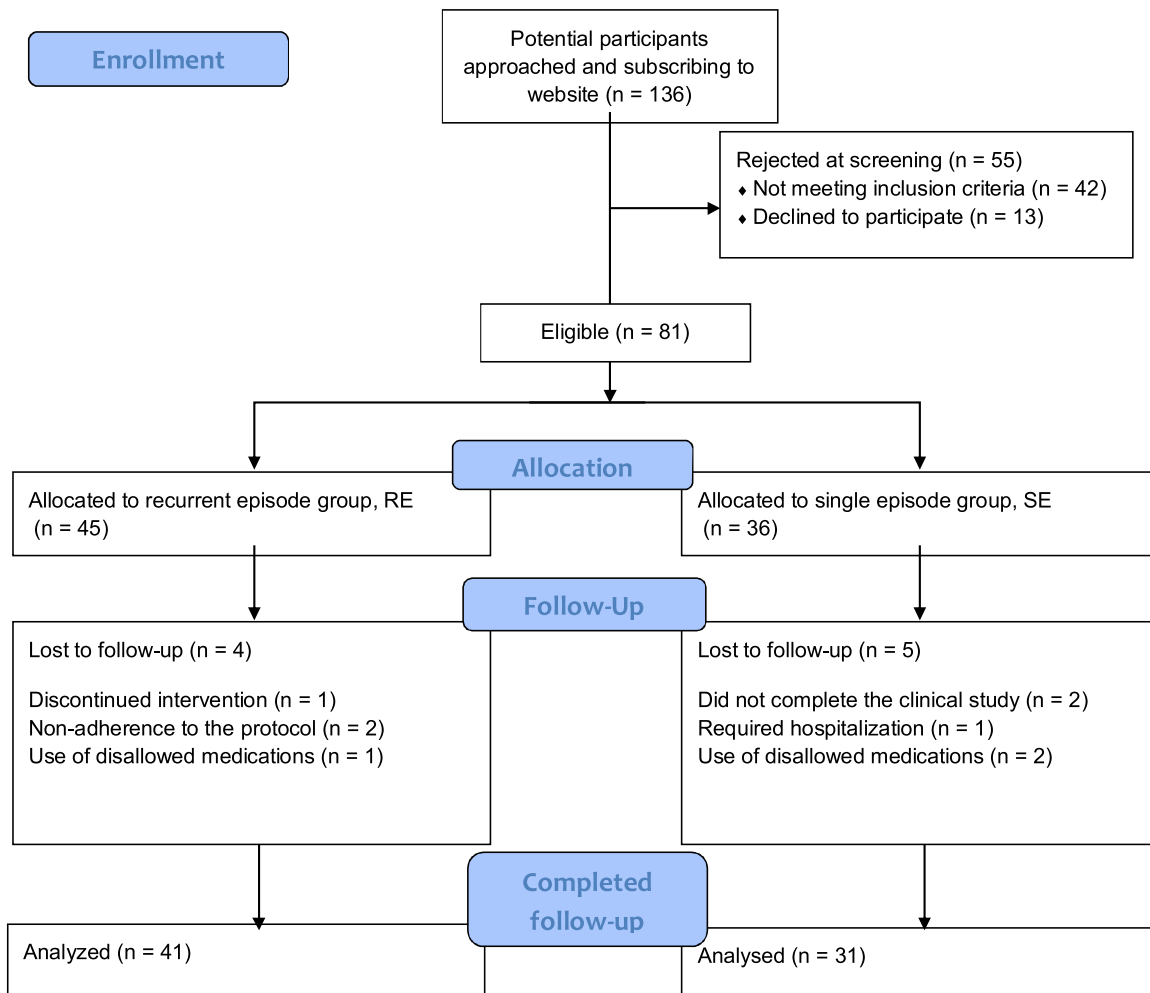 Enrollment
Potential participants
approached and subscribing to
website (n = 136)
Rejected at screening (n = 55)
♦ Not meeting inclusion criteria (n = 42)
♦ Declined to participate (n = 13)
Eligible (n = 81)
Allocation
Allocated to recurrent episode group, RE
(n = 45)
Allocated to single episode group, SE
(n = 36)
Follow-Up
Lost to follow-up (n = 4)
Discontinued intervention (n = 1)
Non-adherence to the protocol (n = 2)
Use of disallowed medications (n = 1)
Lost to follow-up (n = 5)
Did not complete the clinical study (n = 2)
Required hospitalization (n = 1)
Use of disallowed medications (n = 2)
Completed
follow-up
Analyzed (n = 41)
Analysed (n = 31)